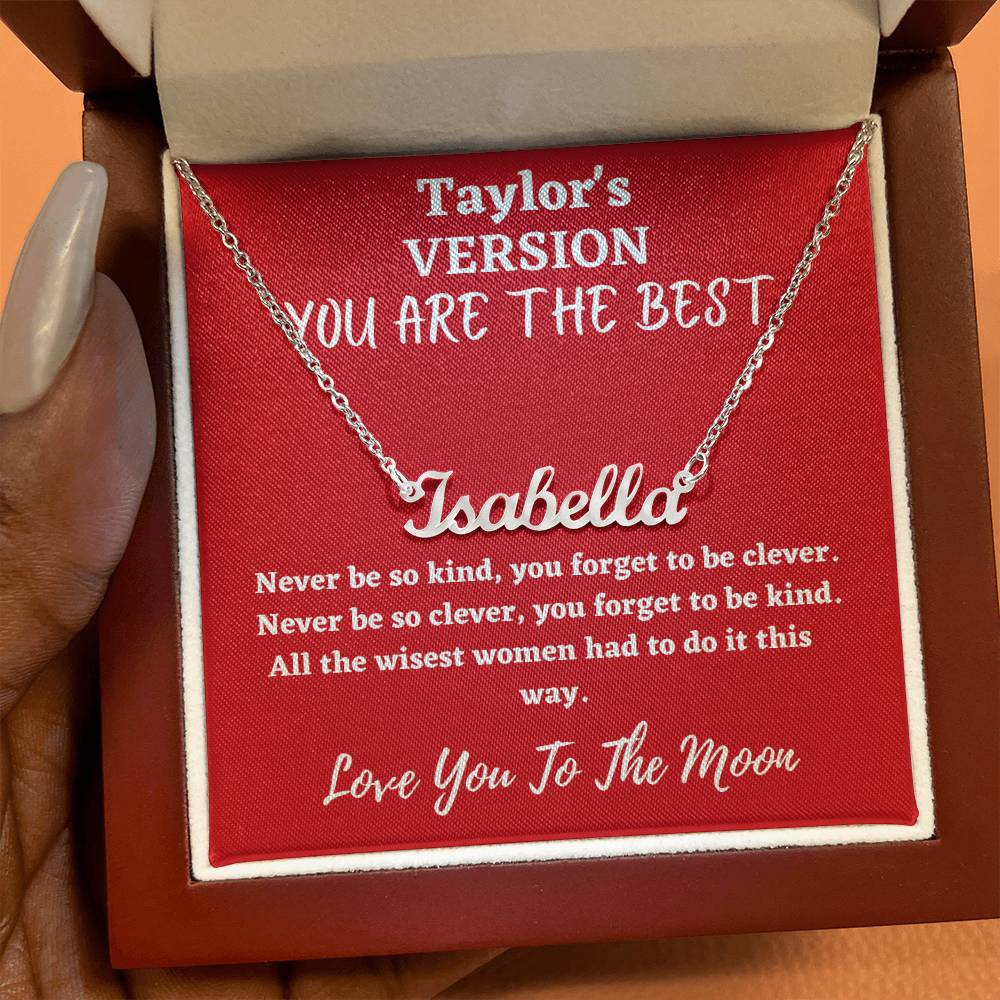 Taylor's
VERSION
YOU ARE THE BEST
Isabella
Never be so kind, you forget to be clever.
Never be so clever, you forget to be kind.
All the wisest women had to do it this
way.
Love You To The Moon